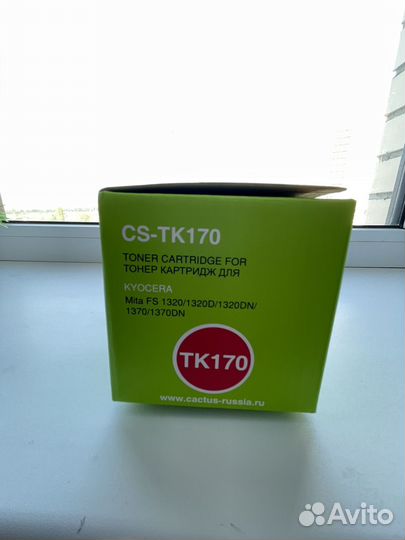 CS-TK170
TONER CARTRIDGE FOR
ТОНЕР КАРТРИДЖ ДЛЯ
KYOCERA
Mita FS 1320/1320D/1320DN/
1370/1370DN
TK170
www.cactus-russia.ru
Avito